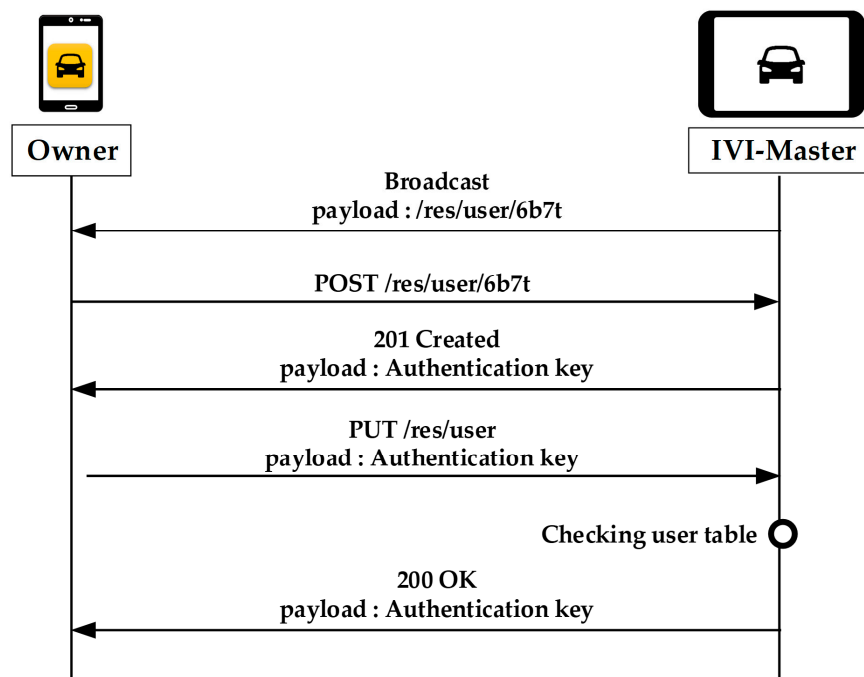 Owner
IVI-Master
Broadcast
payload : /res/user/6b7t
POST /res/user/6b7t
201 Created
payload : Authentication key
PUT /res/user
payload : Authentication key
Checking user table
200 OK
payload : Authentication key